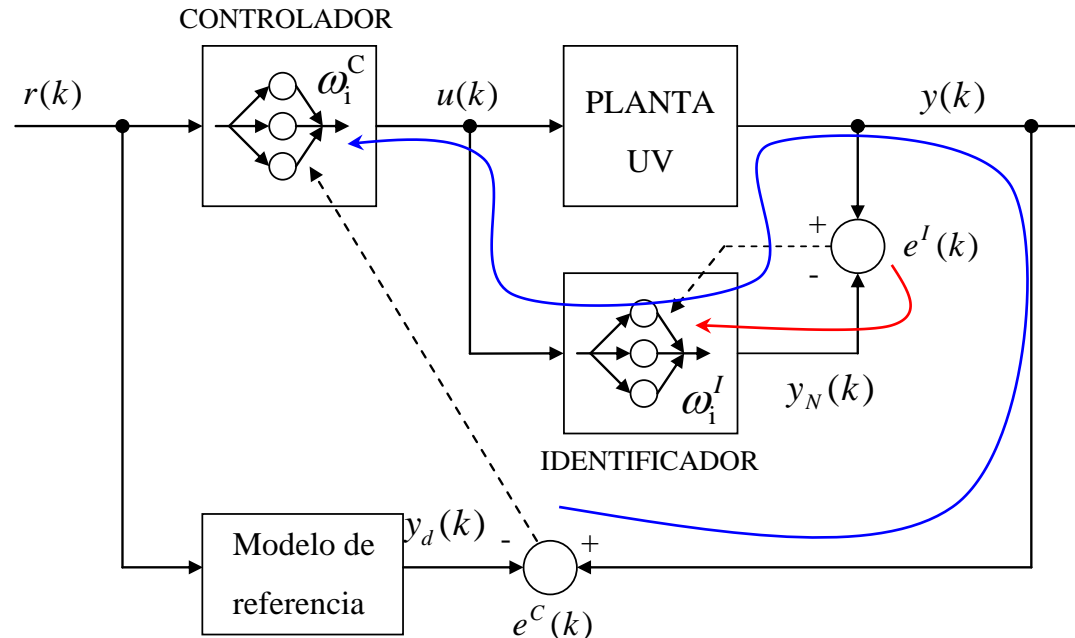 CONTROLADOR
r(k)
ω_i^C
u(k)
PLANTA
UV
y(k)
+
e^I(k)
-
ω_i^I
y_N(k)
IDENTIFICADOR
Modelo de
referencia
y_d(k)
-
+
e^C(k)